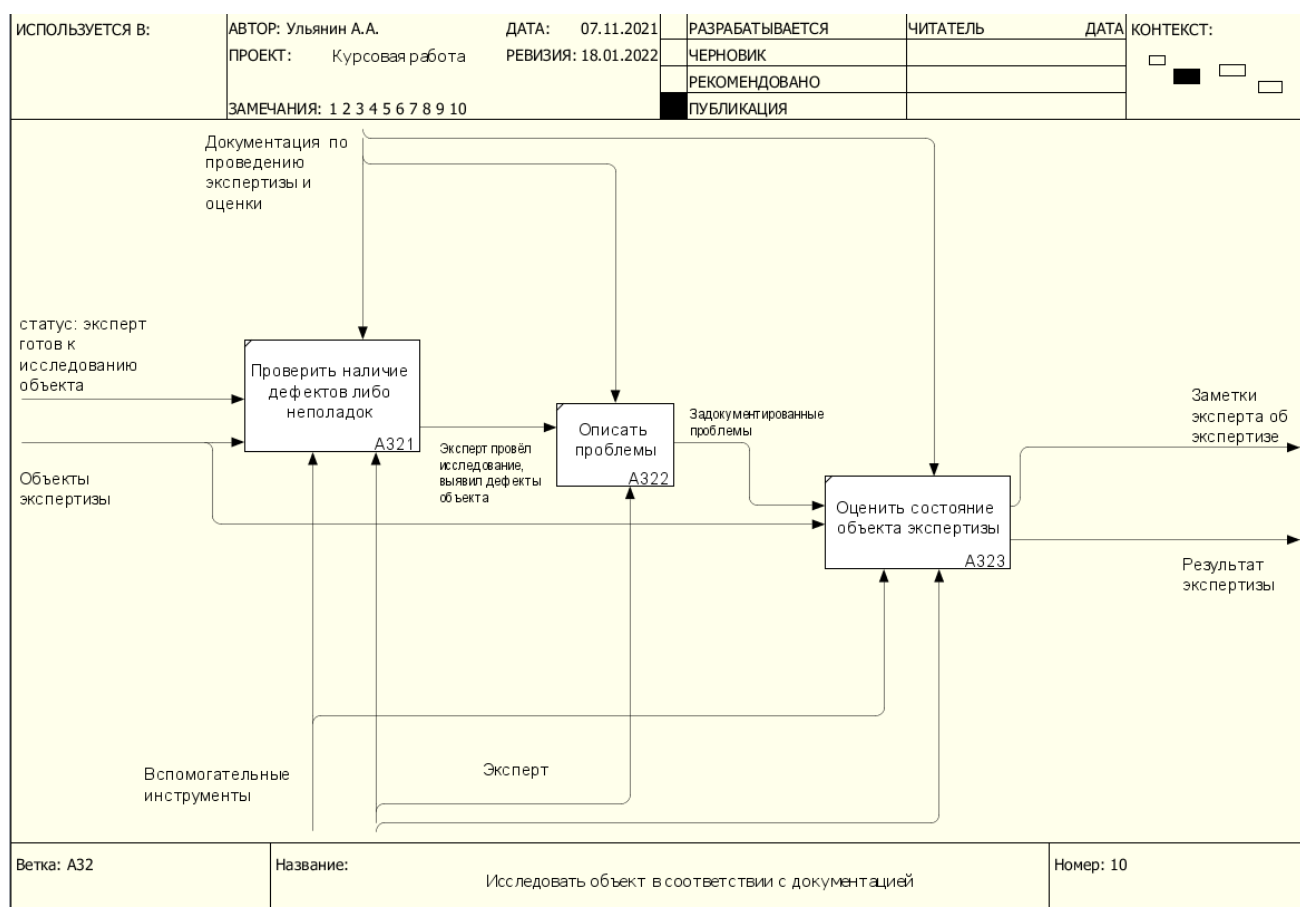 ИСПОЛЬЗУЕТСЯ В:
АВТОР: Ульянин А.А.
ДАТА: 07.11.2021
ПРОЕКТ: Курсовая работа
РЕВИЗИЯ: 18.01.2022
ЗАМЕЧАНИЯ: 1 2 3 4 5 6 7 8 9 10
РАЗРАБАТЫВАЕТСЯ
ЧЕРНОВИК
РЕКОМЕНДОВАНО
ПУБЛИКАЦИЯ
ЧИТАТЕЛЬ
ДАТА
КОНТЕКСТ:
Документация по
проведению
экспертизы и
оценки
статус: эксперт
готов к
исследованию
объекта
Объекты
экспертизы
Проверить наличие
дефектов либо
неполадок
A321
Эксперт провёл
исследование,
выявил дефекты
объекта
Описать
проблемы
A322
Задокументированные
проблемы
Оценить состояние
объекта экспертизы
A323
Заметки
эксперта об
экспертизе
Результат
экспертизы
Вспомогательные
инструменты
Эксперт
Ветка: A32
Название:
Исследовать объект в соответствии с документацией
Номер: 10